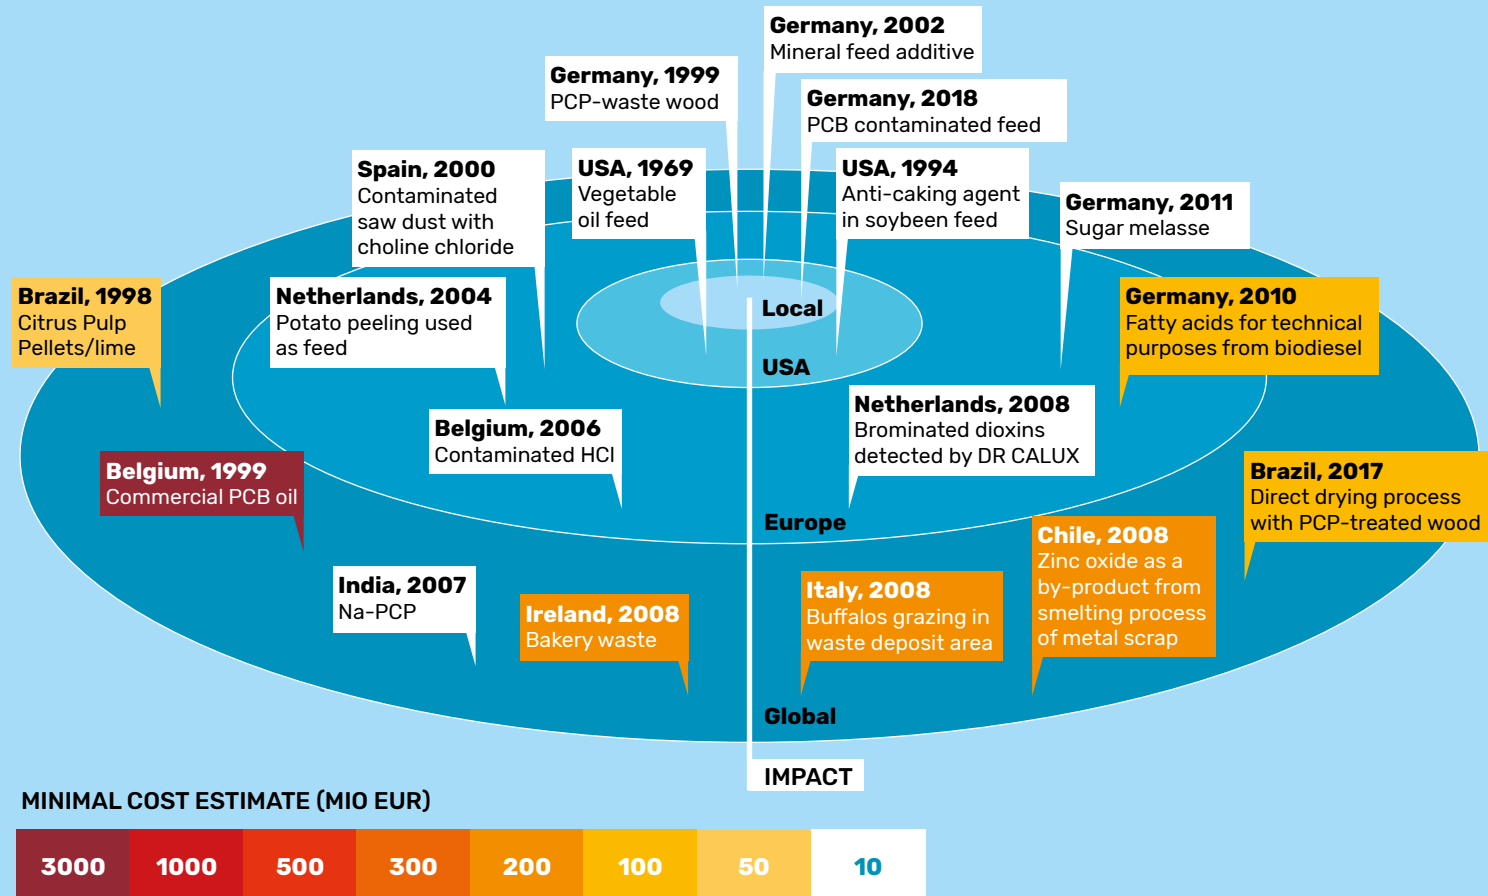 Germany, 2002
Mineral feed additive
Germany, 1999
PCP-waste wood
Germany, 2018
PCB contaminated feed
Spain, 2000
Contaminated
saw dust with
choline chloride
USA, 1969
Vegetable
oil feed
USA, 1994
Anti-caking agent
in soybeen feed
Germany, 2011
Sugar melasse
Brazil, 1998
Citrus Pulp
Pellets/lime
Netherlands, 2004
Potato peeling used
as feed
Local
Germany, 2010
Fatty acids for technical
purposes from biodiesel
USA
Belgium, 2006
Contaminated HCl
Netherlands, 2008
Brominated dioxins
detected by DR CALUX
Belgium, 1999
Commercial PCB oil
Brazil, 2017
Direct drying process
with PCP-treated wood
Europe
Chile, 2008
Zinc oxide as a
by-product from
smelting process
of metal scrap
India, 2007
Na-PCP
Ireland, 2008
Bakery waste
Italy, 2008
Buffalos grazing in
waste deposit area
Global
IMPACT
MINIMAL COST ESTIMATE (MIO EUR)
3000 1000 500 300 200 100 50 10